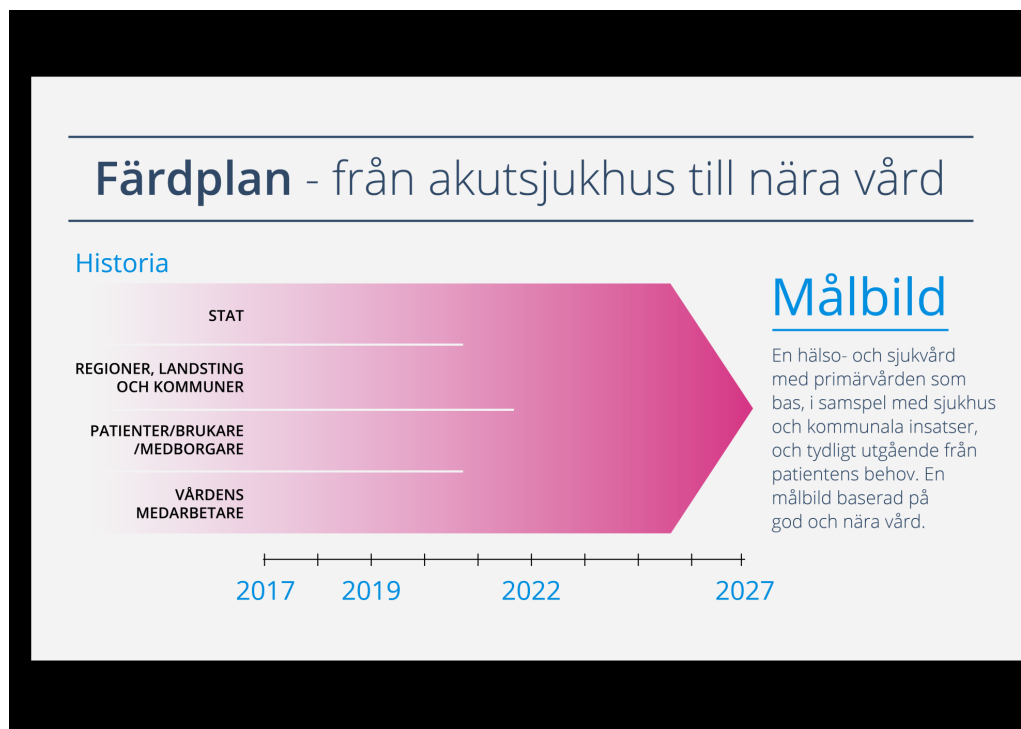 Färdplan - från akutsjukhus till nära vård
Historia
STAT
REGIONER, LANDSTING
OCH KOMMUNER
PATIENTER/BRUKARE
/MEDBORGARE
VÅRDENS
MEDARBETARE
2017 2019 2022 2027
Målbild
En hälso- och sjukvård
med primärvården som
bas, i samspel med sjukhus
och kommunala insatser,
och tydligt utgående från
patientens behov. En
målbild baserad på
god och nära vård.